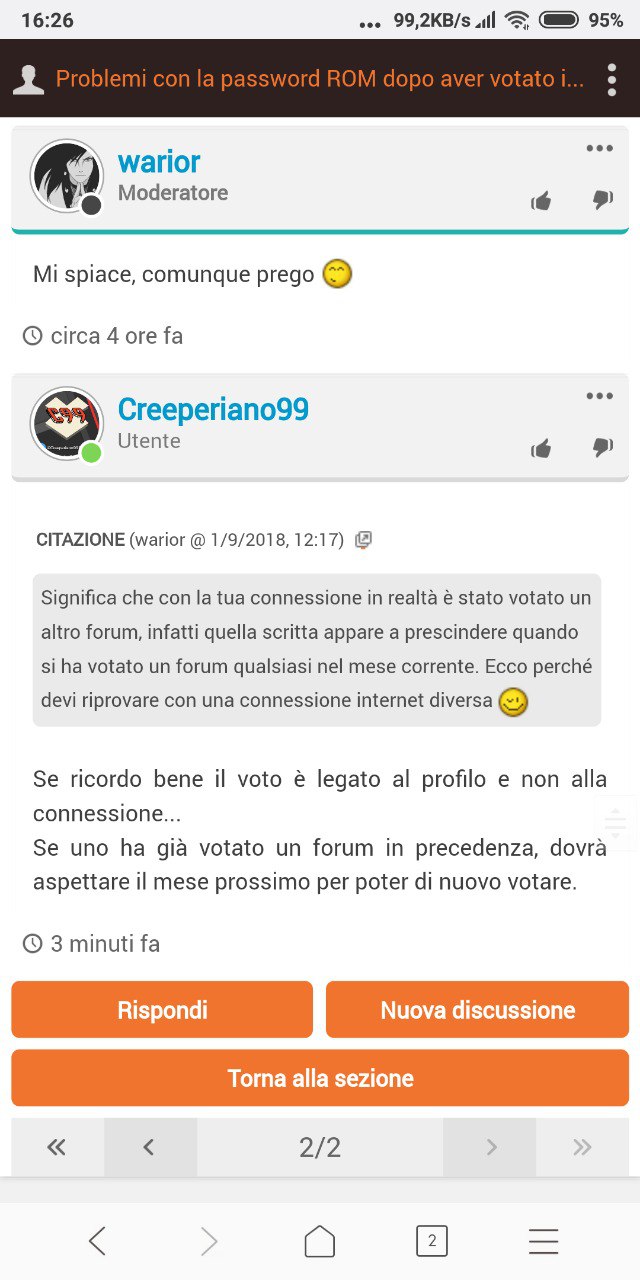 16:26 ... 99,2KB/s 95%
Problemi con la password ROM dopo aver votato i...
warior
Moderatore
Mi spiace, comunque prego
circa 4 ore fa
C99
Creeperiano99
Utente
CITAZIONE (warior @ 1/9/2018, 12:17)
Significa che con la tua connessione in realtà è stato votato un
altro forum, infatti quella scritta appare a prescindere quando
si ha votato un forum qualsiasi nel mese corrente. Ecco perché
devi riprovare con una connessione internet diversa
Se ricordo bene il voto è legato al profilo e non alla
connessione...
Se uno ha già votato un forum in precedenza, dovrà
aspettare il mese prossimo per poter di nuovo votare.
3 minuti fa
Rispondi Nuova discussione
Torna alla sezione
« ‹ 2/2 › »
2